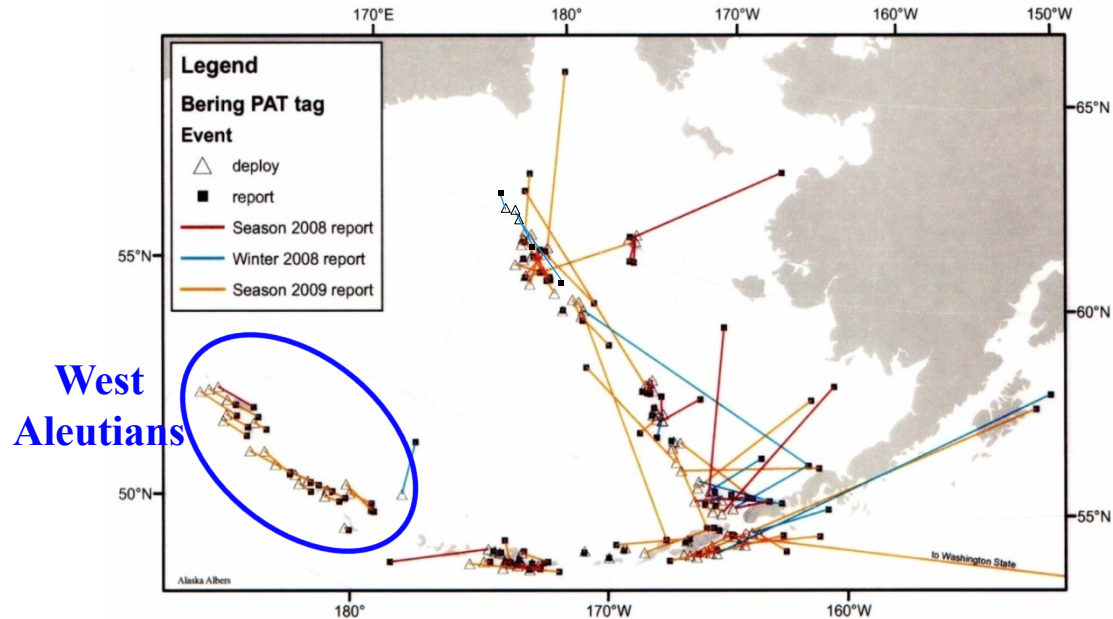 170°E 180° 170°W 160°W 150°W
Legend
Bering PAT tag
Event
deploy
report
Season 2008 report
Winter 2008 report
Season 2009 report
65°N
55°N
60°N
West
Aleutians
50°N
55°N
to Washington State
Alaska Albers
180° 170°W 160°W